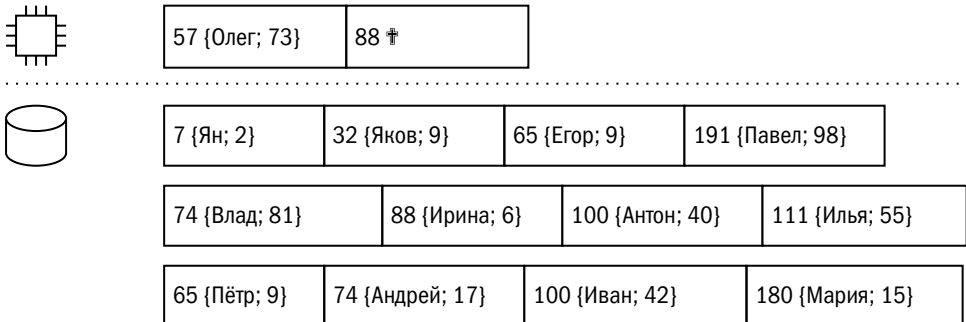 57 {Олег; 73} 88 ✟
7 {Ян; 2} 32 {Яков; 9} 65 {Егор; 9} 191 {Павел; 98}
74 {Влад; 81} 88 {Ирина; 6} 100 {Антон; 40} 111 {Илья; 55}
65 {Пётр; 9} 74 {Андрей; 17} 100 {Иван; 42} 180 {Мария; 15}